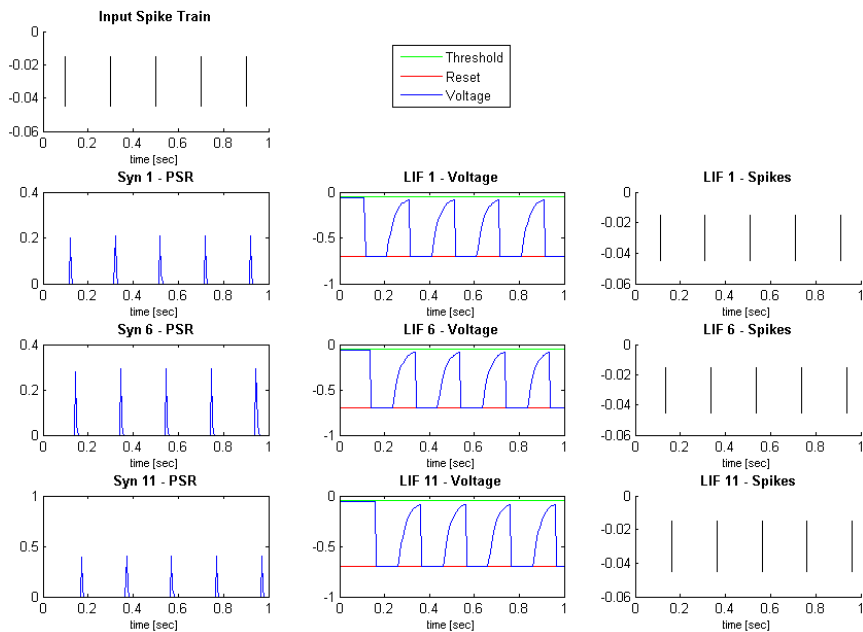 Input Spike Train
0
-0.02
-0.04
-0.06
0 0.2 0.4 0.6 0.8 1
time [sec]
Threshold
Reset
Voltage
Syn 1 - PSR
0.4
0.2
0
0 0.2 0.4 0.6 0.8 1
time [sec]
LIF 1 - Voltage
0
-0.5
-1
0 0.2 0.4 0.6 0.8 1
time [sec]
LIF 1 - Spikes
0
-0.02
-0.04
-0.06
0 0.2 0.4 0.6 0.8 1
time [sec]
Syn 6 - PSR
0.4
0.2
0
0 0.2 0.4 0.6 0.8 1
time [sec]
LIF 6 - Voltage
0
-0.5
-1
0 0.2 0.4 0.6 0.8 1
time [sec]
LIF 6 - Spikes
0
-0.02
-0.04
-0.06
0 0.2 0.4 0.6 0.8 1
time [sec]
Syn 11 - PSR
1
0.5
0
0 0.2 0.4 0.6 0.8 1
time [sec]
LIF 11 - Voltage
0
-0.5
-1
0 0.2 0.4 0.6 0.8 1
time [sec]
LIF 11 - Spikes
0
-0.02
-0.04
-0.06
0 0.2 0.4 0.6 0.8 1
time [sec]